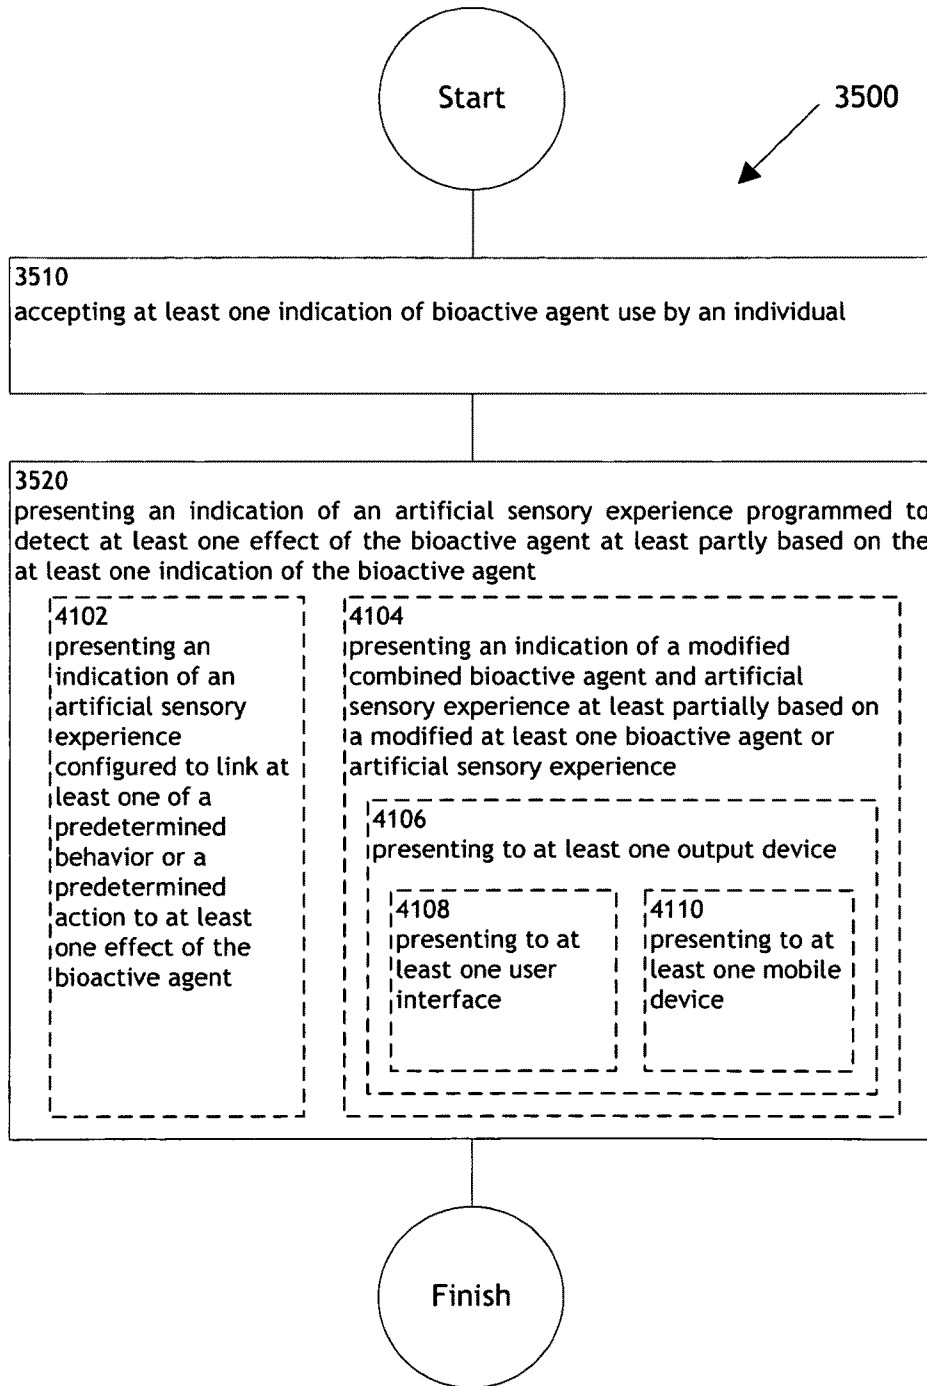 Start
3500
3510
accepting at least one indication of bioactive agent use by an individual
3520
presenting an indication of an artificial sensory experience programmed to
detect at least one effect of the bioactive agent at least partly based on the
at least one indication of the bioactive agent
4102
presenting an
indication of an
artificial sensory
experience
configured to link at
least one of a
predetermined
behavior or a
predetermined
action to at least
one effect of the
bioactive agent
4104
presenting an indication of a modified
combined bioactive agent and artificial
sensory experience at least partially based on
a modified at least one bioactive agent or
artificial sensory experience
4106
presenting to at least one output device
4108
presenting to at
least one user
interface
4110
presenting to at
least one mobile
device
Finish